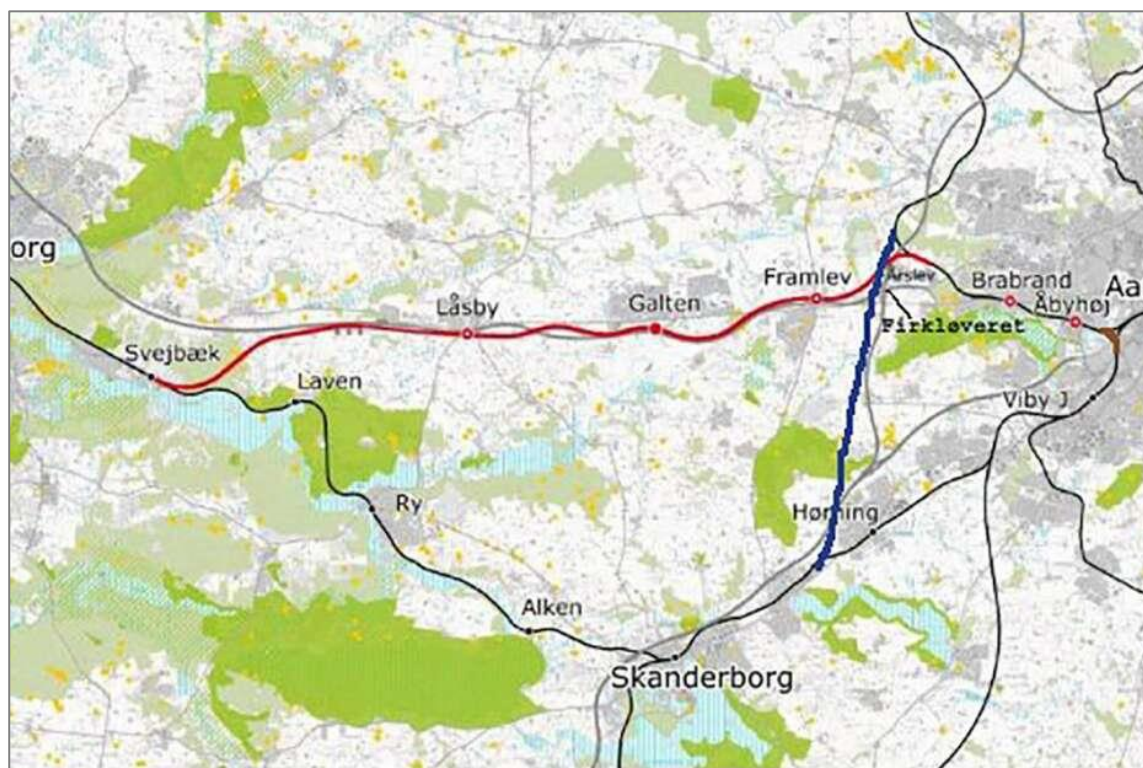 org
Svejbæk
Låsby
Galten
Framlev
Årslev
Brabrand
Aa
Åbyhøj
Firkløveret
Laven
Viby J
Ry
Hørning
Alken
Skanderborg